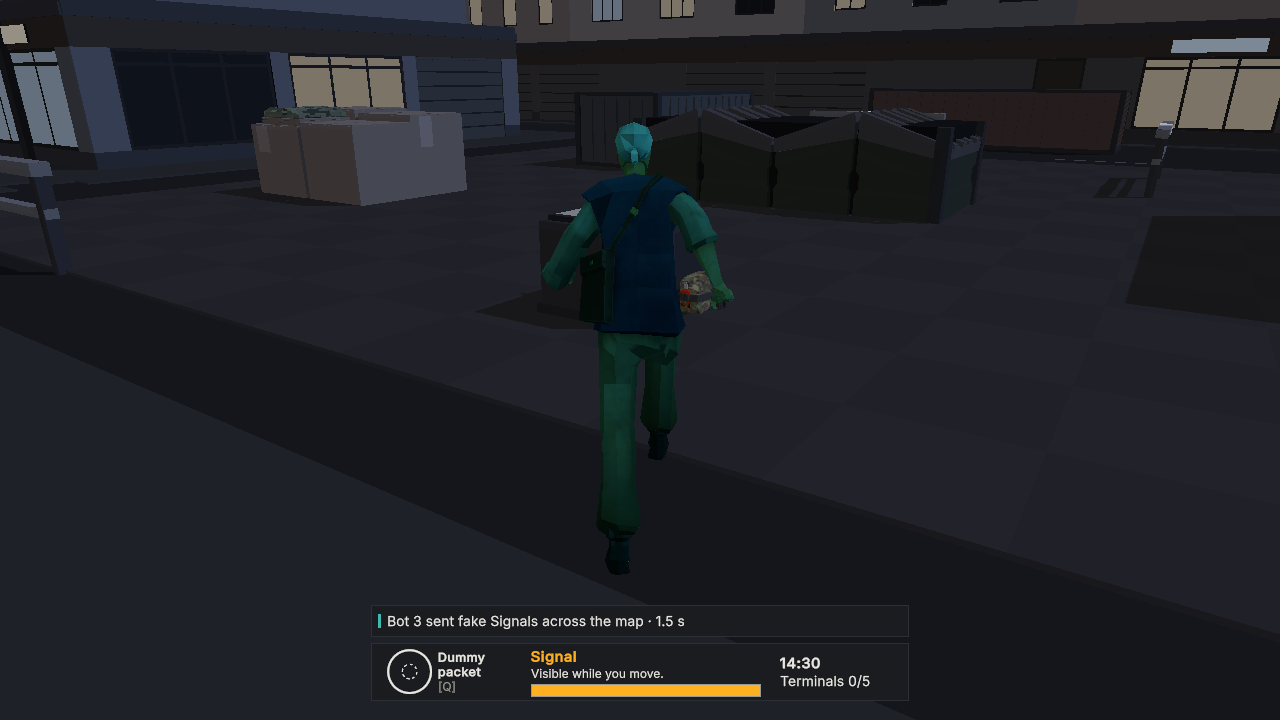 Bot 3 sent fake Signals across the map · 1.5 s
Dummy
packet
[Q]
Signal
Visible while you move.
14:30
Terminals 0/5